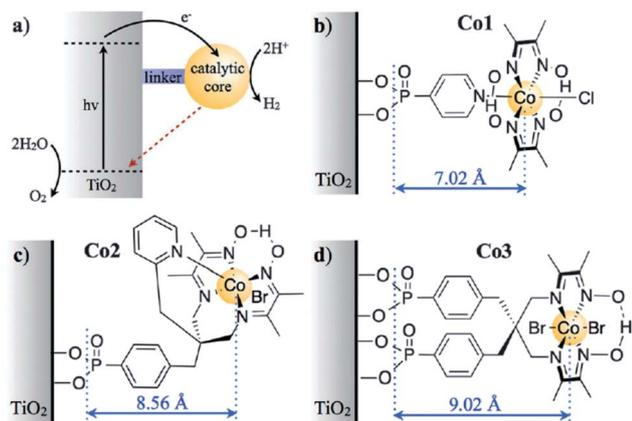 a)
e⁻
2H⁺
linker
catalytic
core
H₂
hν
2H₂O
O₂
TiO₂
b)
Co1
O
O
O
P
N
O
H
N
N
O
H
Co
Cl
O
N
N
O
TiO₂
7.02 Å
c)
Co2
N
N
O-H
O
N
Co
N
Br
N
O
O
O
P
TiO₂
8.56 Å
d)
Co3
O
O
O
P
N
N
O
Br
Co
Br
H
O
O
O
P
N
N
O
TiO₂
9.02 Å